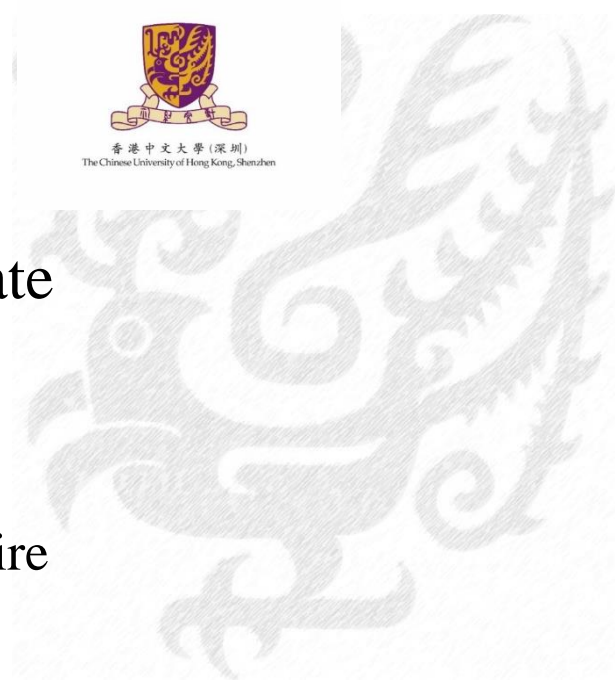 香港中文大學(深圳)
The Chinese University of Hong Kong, Shenzhen
ate
ire